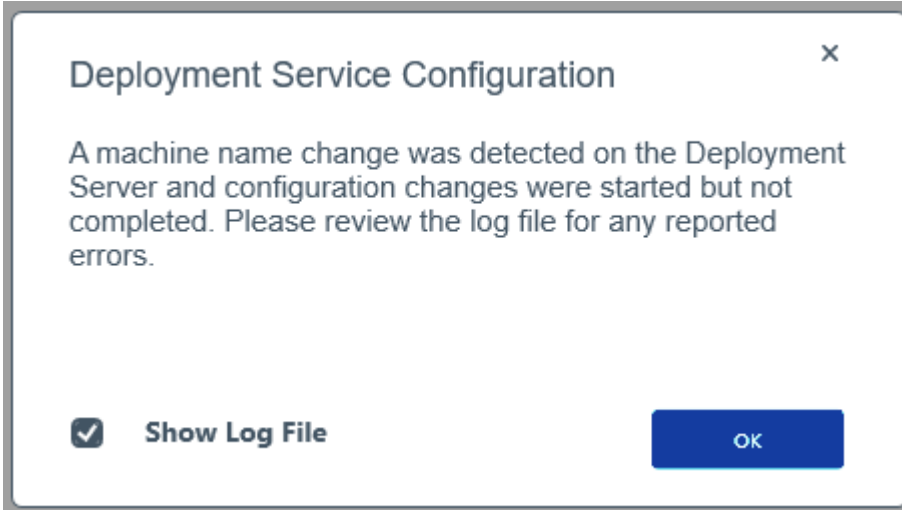 Deployment Service Configuration
A machine name change was detected on the Deployment
Server and configuration changes were started but not
completed. Please review the log file for any reported
errors.
Show Log File
OK